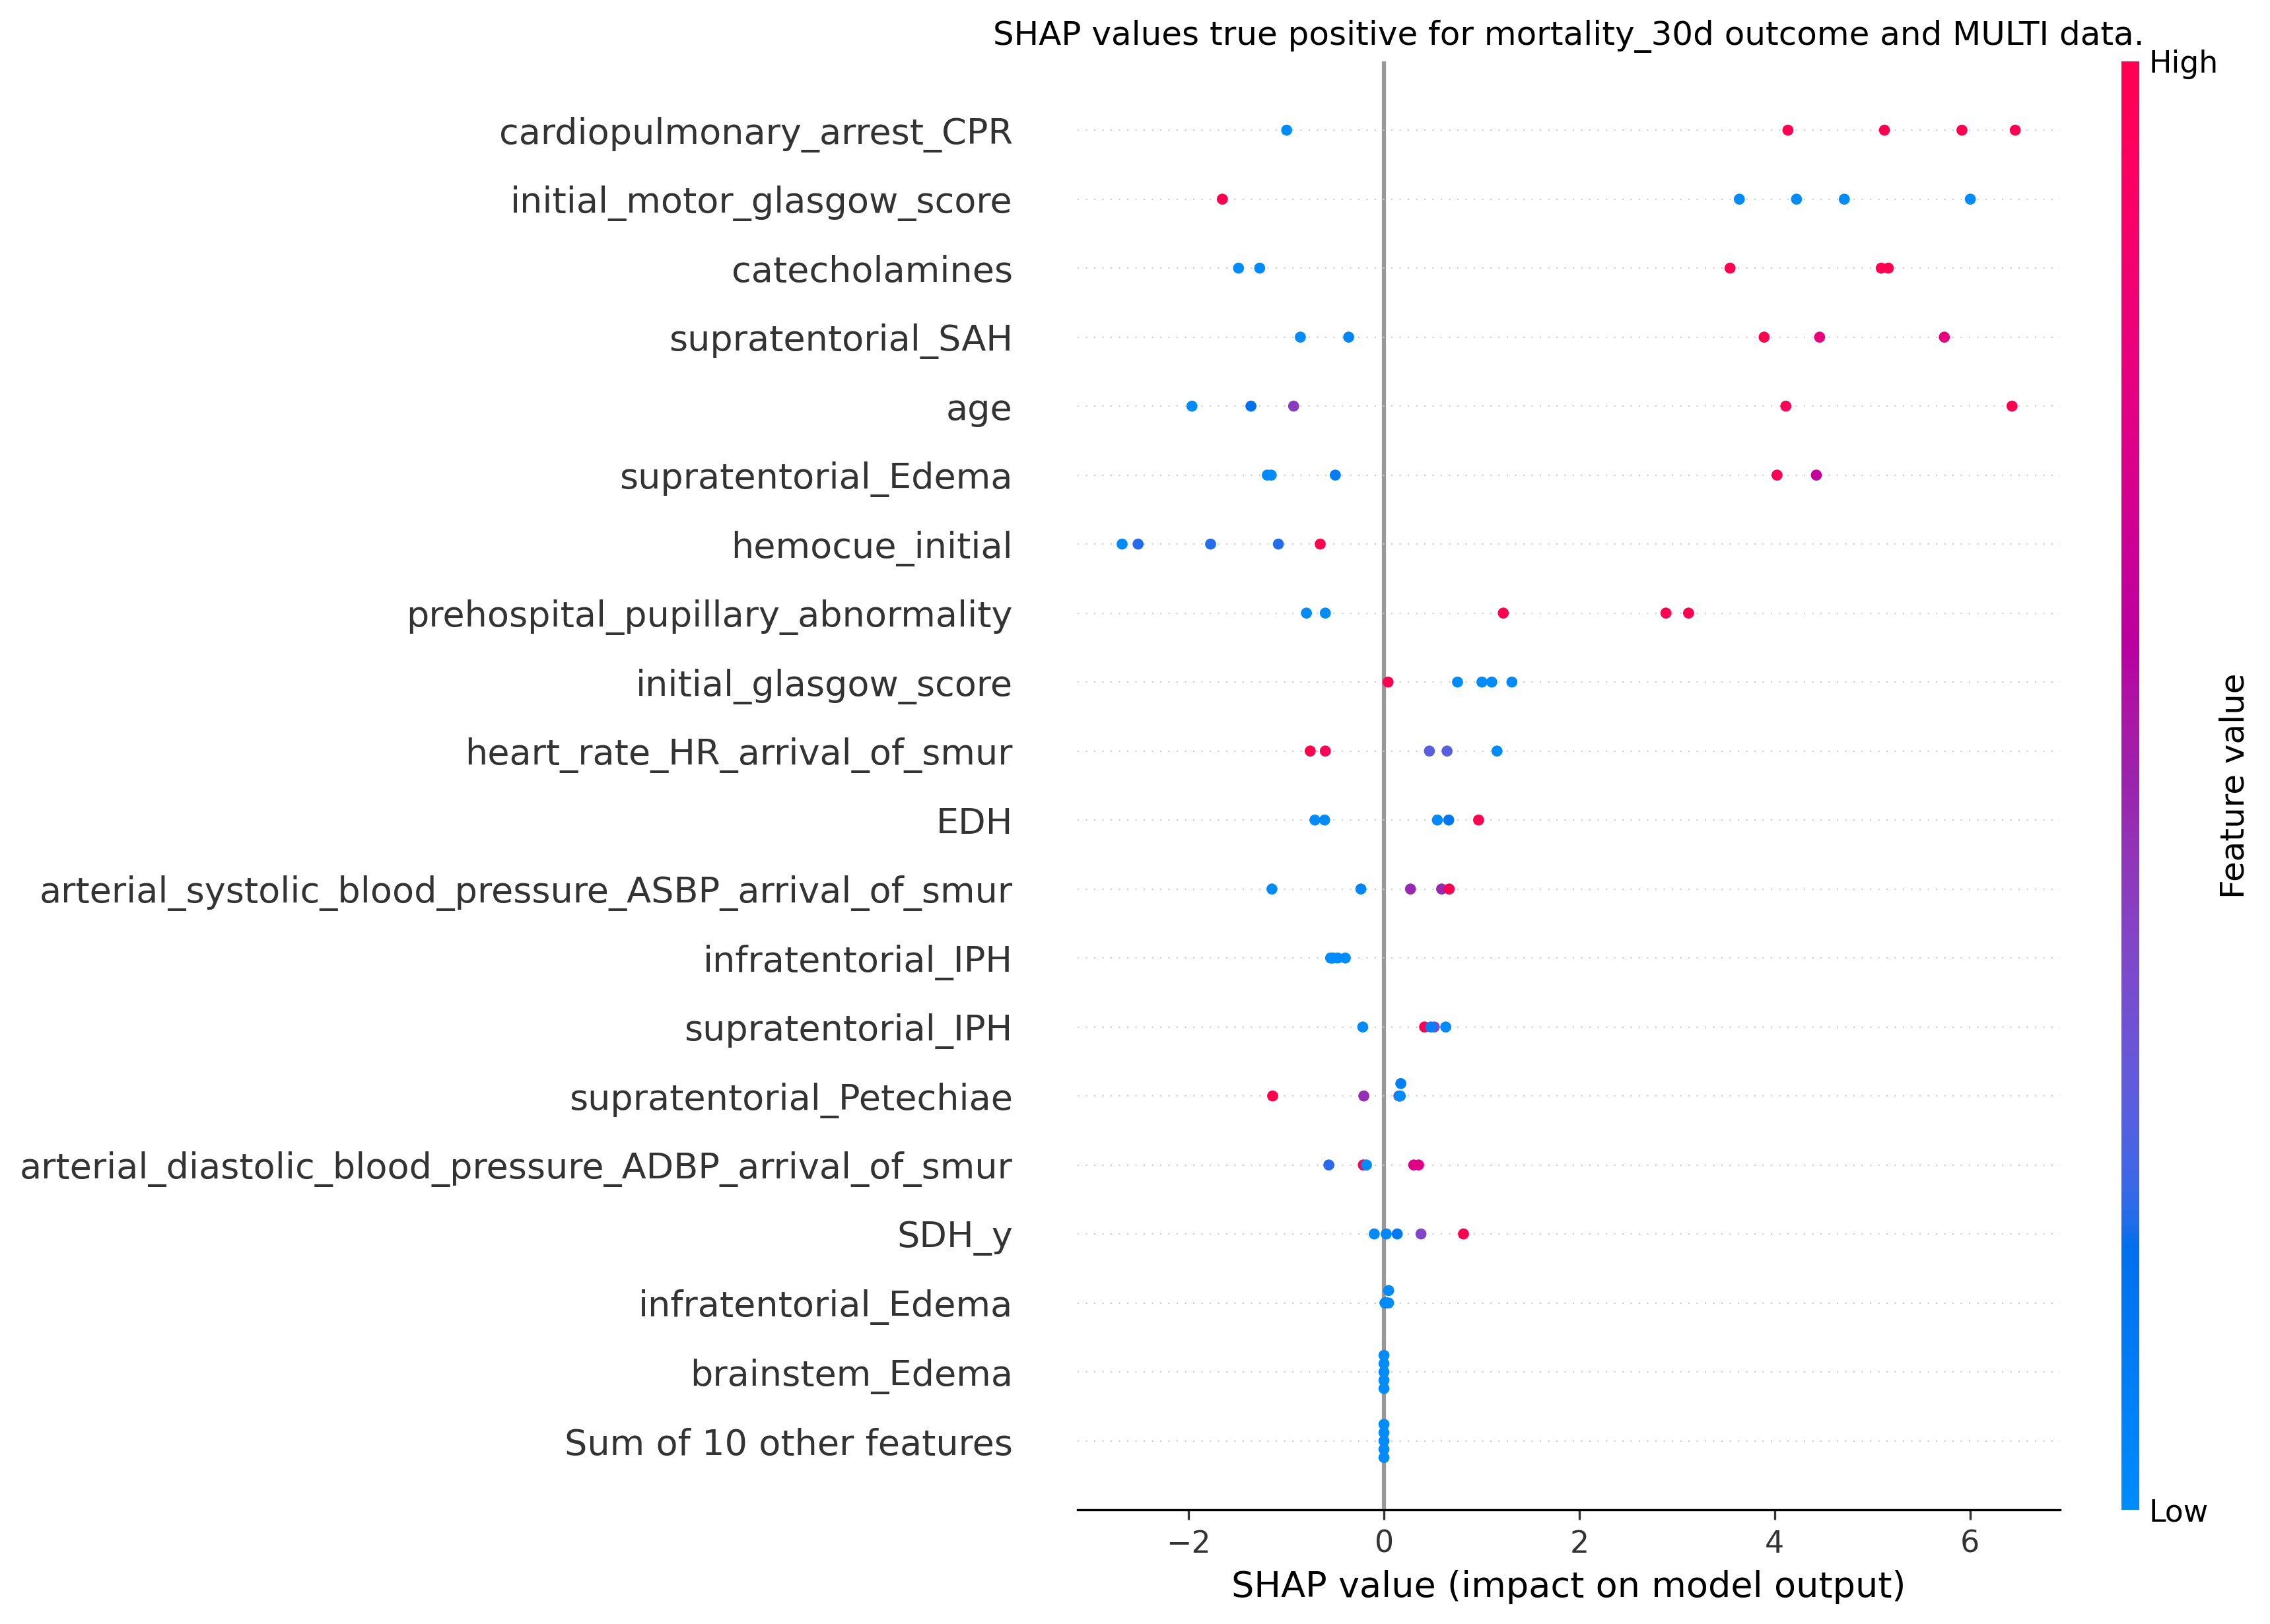 SHAP values true positive for mortality_30d outcome and MULTI data.
High
cardiopulmonary_arrest_CPR
initial_motor_glasgow_score
catecholamines
supratentorial_SAH
age
supratentorial_Edema
hemocue_initial
prehospital_pupillary_abnormality
initial_glasgow_score
heart_rate_HR_arrival_of_smur
EDH
arterial_systolic_blood_pressure_ASBP_arrival_of_smur
infratentorial_IPH
supratentorial_IPH
supratentorial_Petechiae
arterial_diastolic_blood_pressure_ADBP_arrival_of_smur
SDH_y
infratentorial_Edema
brainstem_Edema
Sum of 10 other features
Feature value
Low
−2 0 2 4 6
SHAP value (impact on model output)